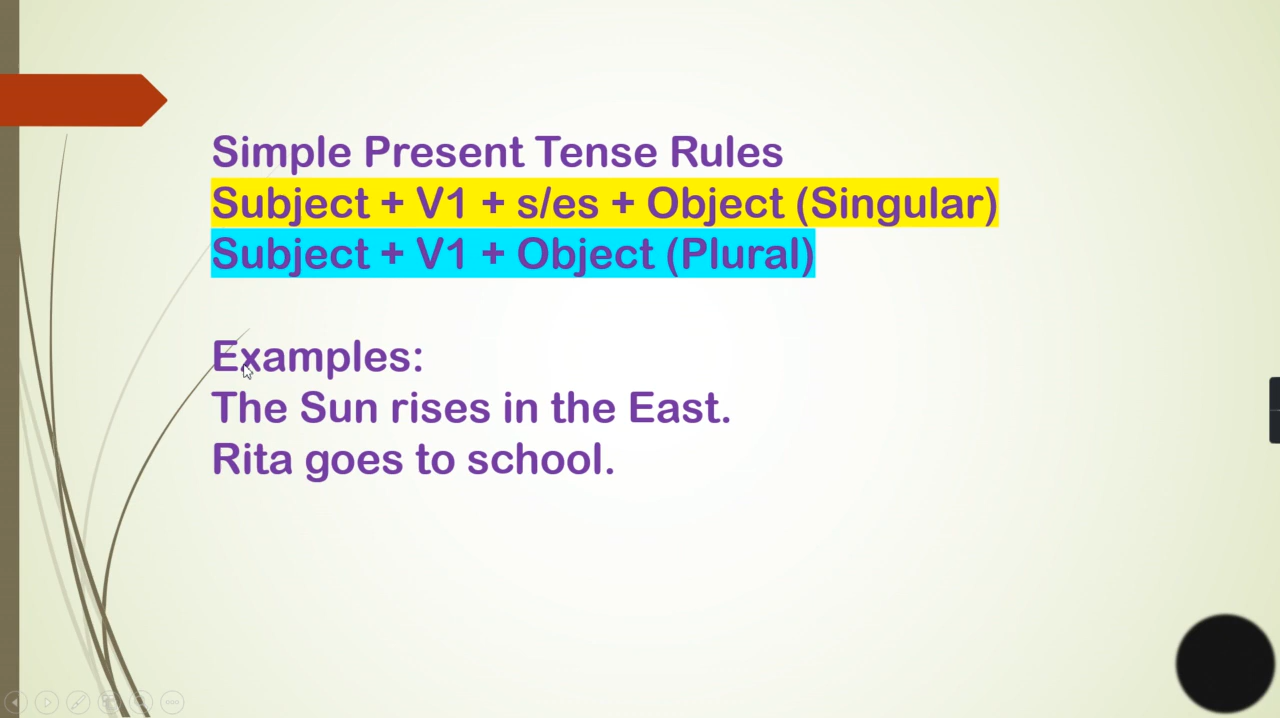 Simple Present Tense Rules
Subject + V1 + s/es + Object (Singular)
Subject + V1 + Object (Plural)
Examples:
The Sun rises in the East.
Rita goes to school.